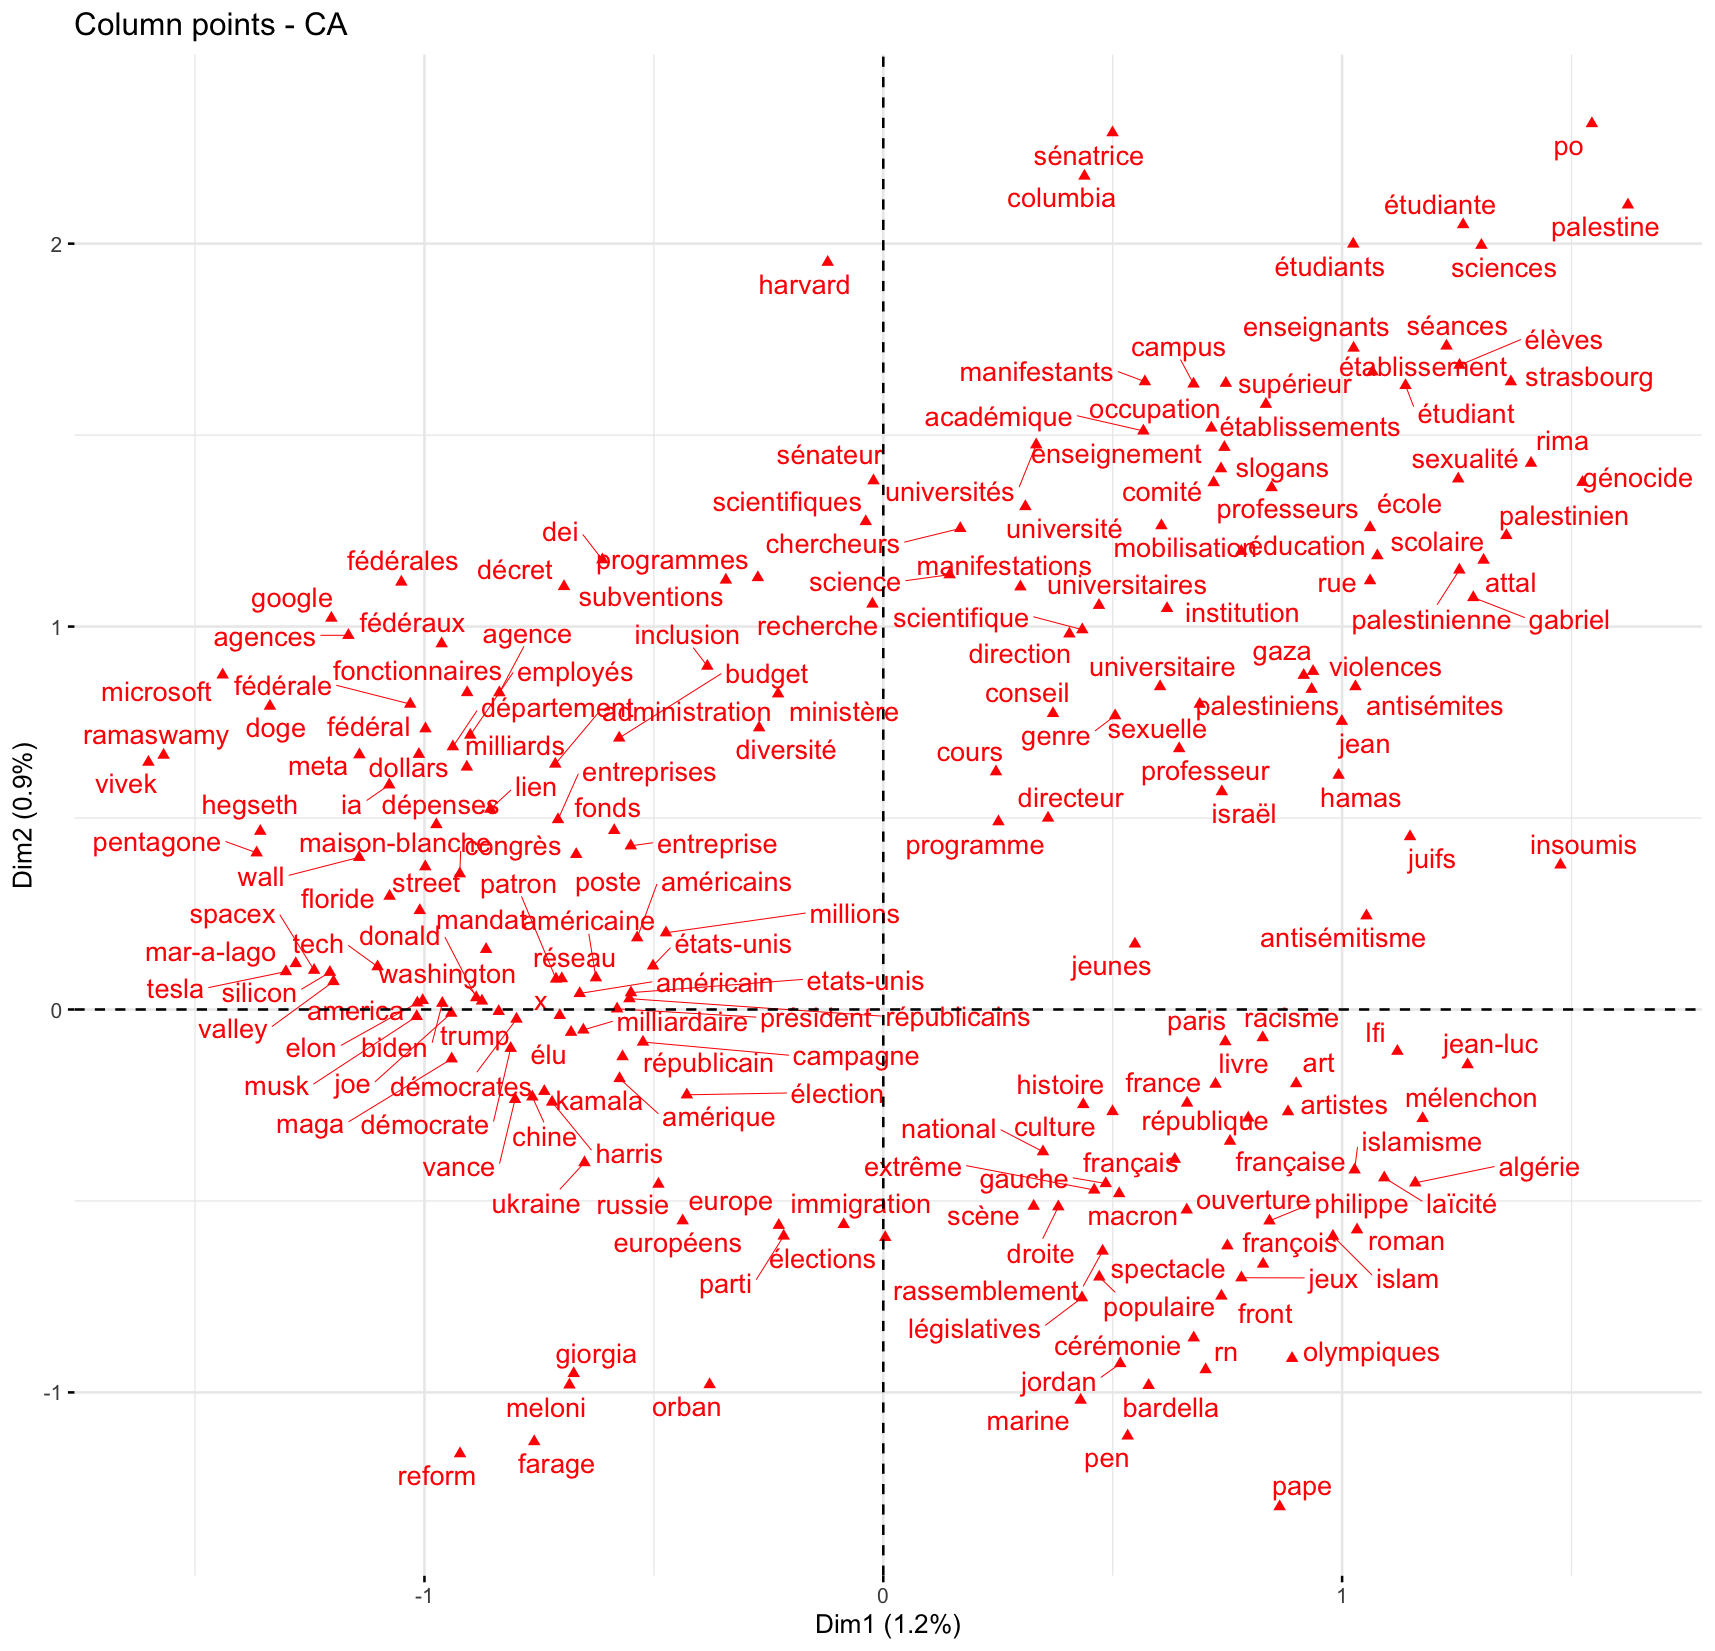 Column points - CA
po
sénatrice
columbia
étudiante
palestine
étudiants
sciences
harvard
enseignants
séances
élèves
campus
établissement
manifestants
supérieur
strasbourg
académique
occupation
étudiant
établissements
rima
sénateur
enseignement
slogans
sexualité
génocide
universités
comité
scientifiques
professeurs
école
palestinien
dei
université
chercheurs
mobilisation
éducation
scolaire
fédérales
programmes
décret
science
manifestations
rue
attal
google
subventions
universitaires
institution
palestinienne
gabriel
agences
fédéraux
agence
inclusion
recherche
scientifique
direction
gaza
fonctionnaires
employés
budget
universitaire
violences
microsoft
fédérale
conseil
département
administration
ministère
palestiniens
antisémites
doge
fédéral
ramaswamy
milliards
diversité
genre
sexuelle
jean
meta
dollars
cours
vivek
lien
entreprises
professeur
hamas
ia
dépenses
hegseth
fonds
directeur
israël
pentagone
maison-blanche
congrès
entreprise
programme
insoumis
juifs
wall
street
patron
poste
américains
floride
spacex
mandat
américaine
millions
donald
tech
états-unis
antisémitisme
mar-a-lago
réseau
jeunes
washington
tesla
silicon
américain
etats-unis
x
america
valley
milliardaire
président
républicains
paris
racisme
lfi
elon
biden
trump
élu
républicain
campagne
jean-luc
livre
art
musk
joe
démocrates
kamala
élection
histoire
france
artistes
mélenchon
maga
démocrate
amérique
culture
république
chine
national
islamisme
vance
harris
extrême
gauche
français
française
algérie
ukraine
russie
europe
immigration
scène
macron
ouverture
philippe
laïcité
européens
élections
droite
françois
roman
parti
spectacle
jeux
islam
rassemblement
populaire
front
législatives
cérémonie
rn
olympiques
giorgia
jordan
meloni
orban
marine
bardella
farage
pen
reform
pape
2
1
0
-1
-1
0
1
Dim2 (0.9%)
Dim1 (1.2%)